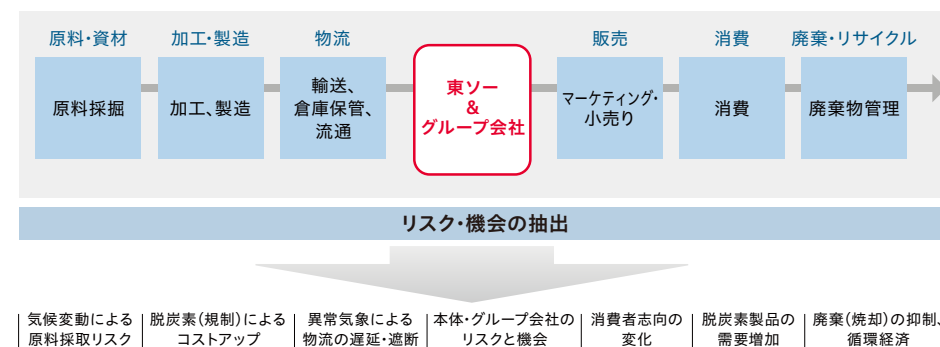 原料・資材
加工・製造
物流
販売
消費
廃棄・リサイクル
原料採掘
加工、製造
輸送、
倉庫保管、
流通
東ソー
&
グループ会社
マーケティング・
小売り
消費
廃棄物管理
リスク・機会の抽出
気候変動による
原料採取リスク
脱炭素(規制)による
コストアップ
異常気象による
物流の遅延・遮断
本体・グループ会社の
リスクと機会
消費者志向の
変化
脱炭素製品の
需要増加
廃棄(焼却)の抑制、
循環経済